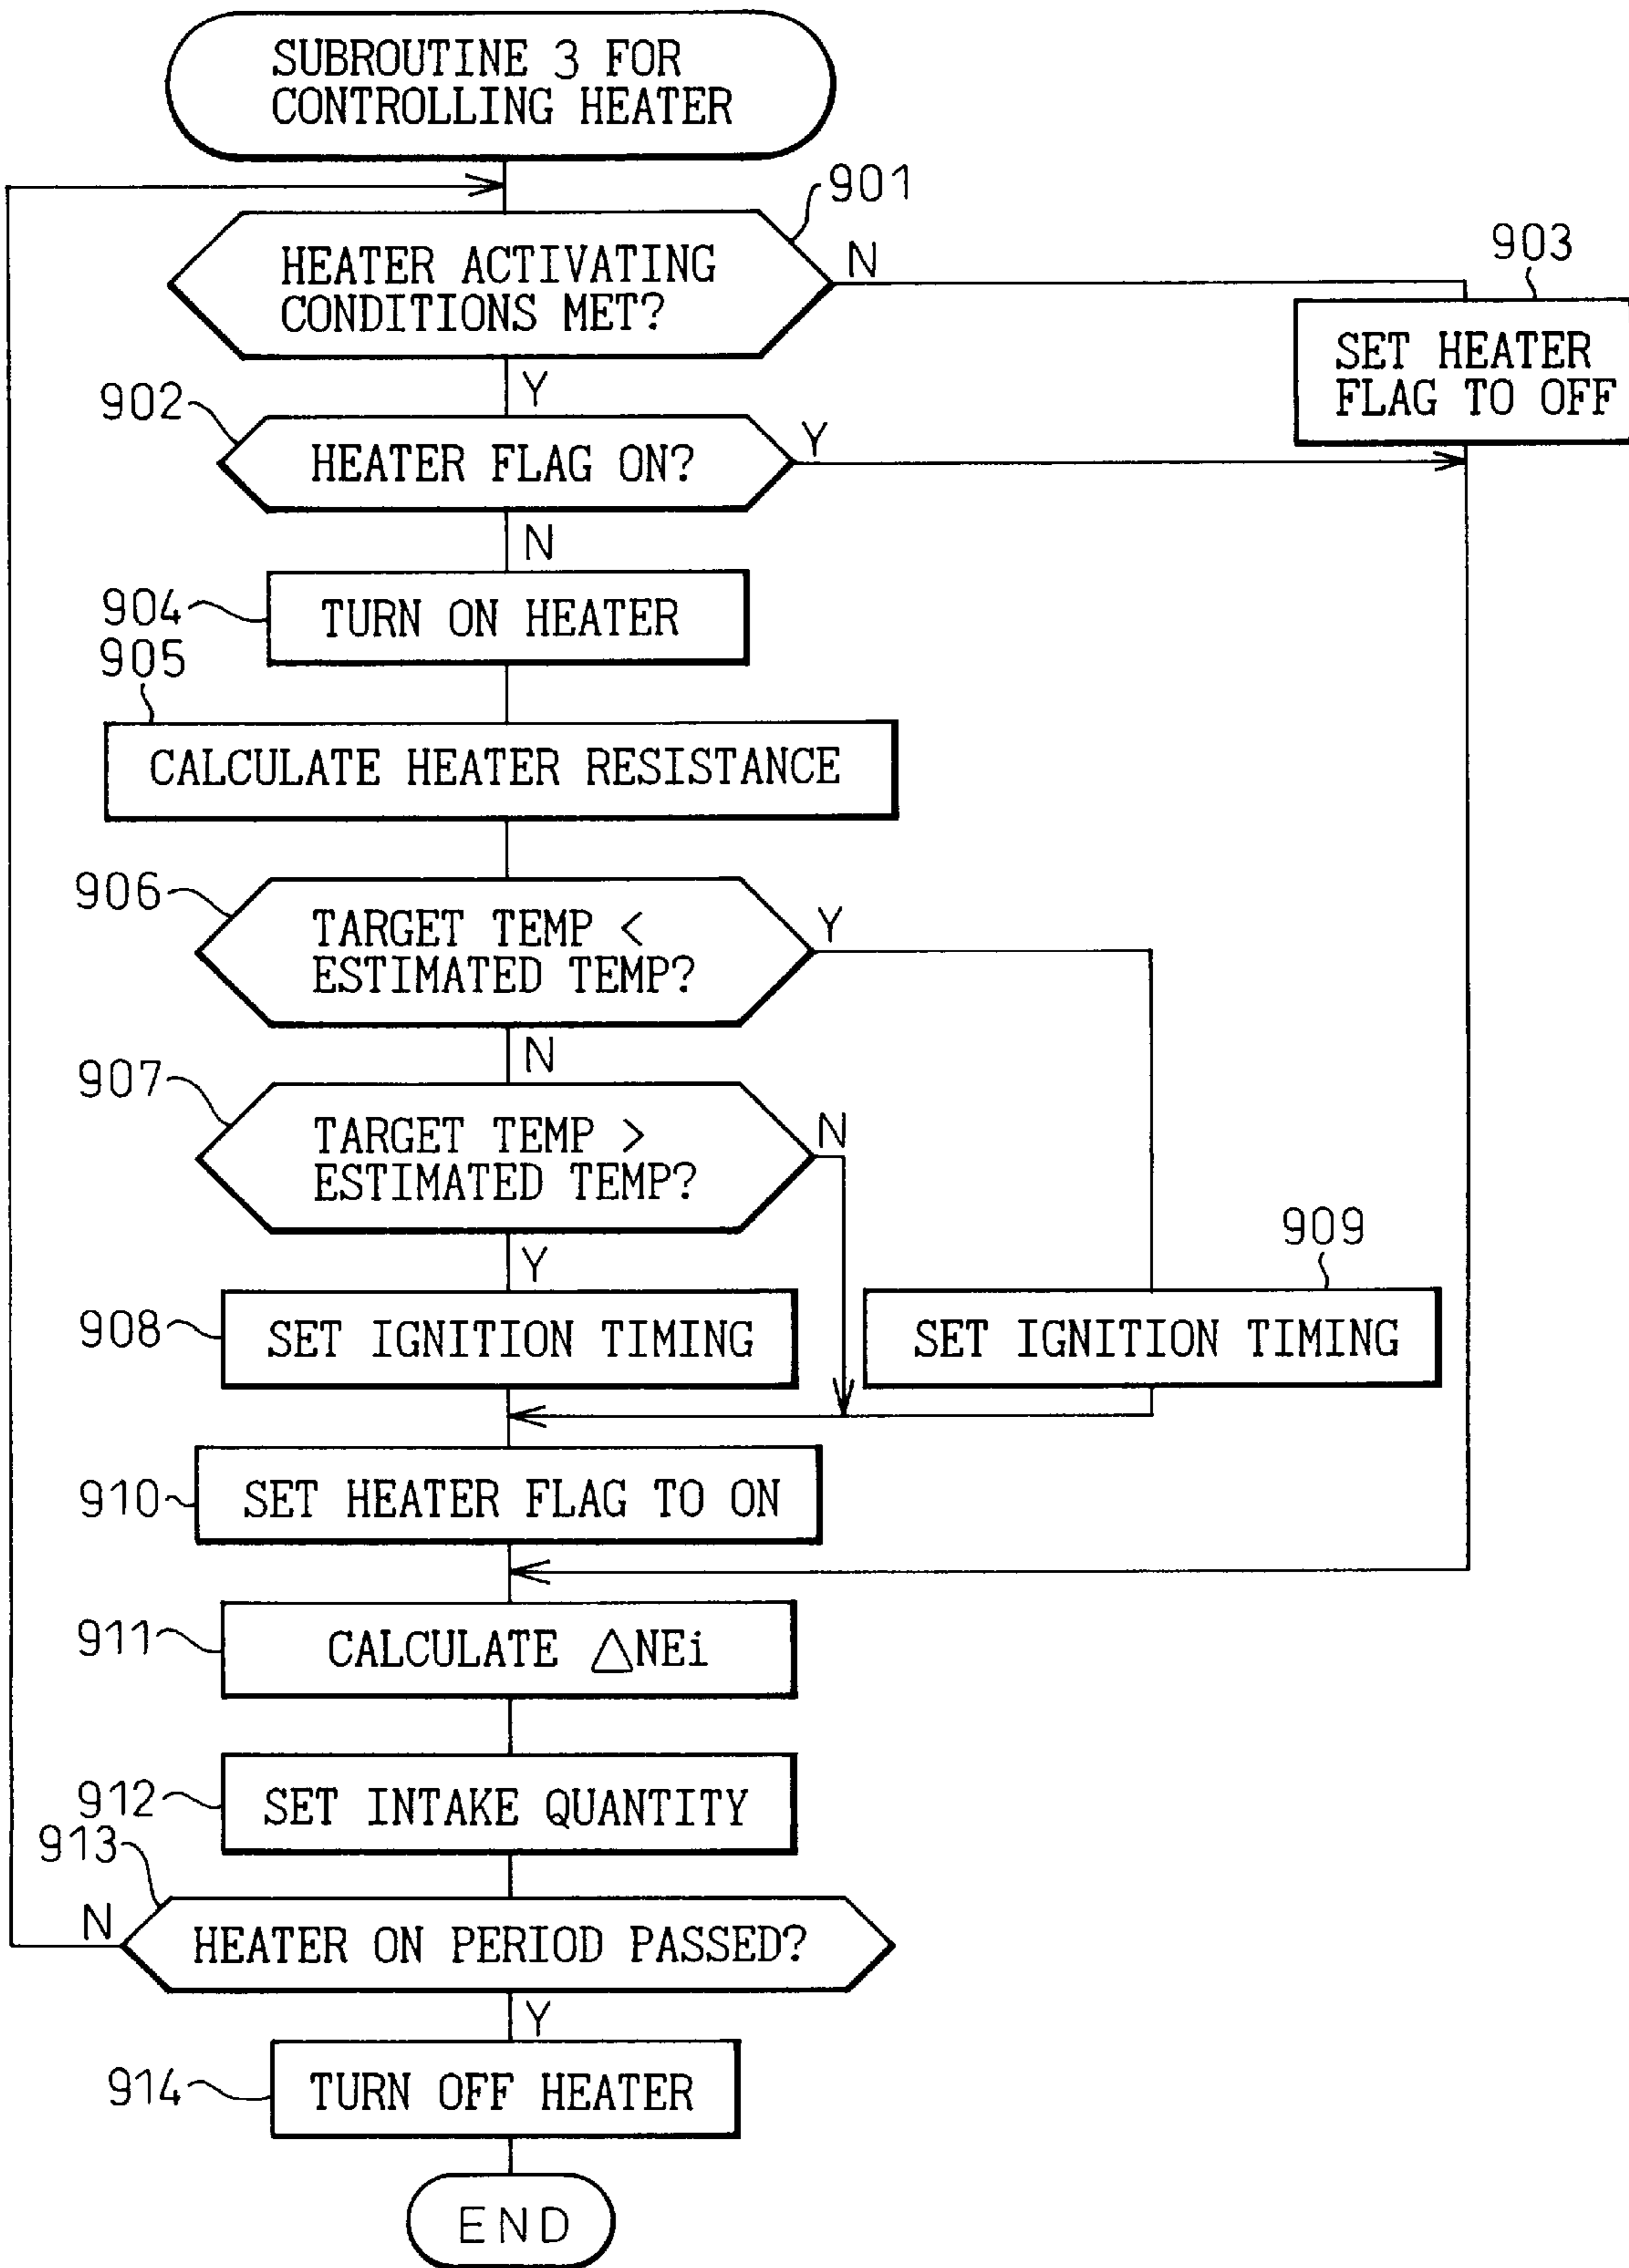 SUBROUTINE 3 FOR
CONTROLLING HEATER
901
HEATER ACTIVATING
CONDITIONS MET?
N
903
SET HEATER
FLAG TO OFF
Y
902
HEATER FLAG ON?
Y
N
904
TURN ON HEATER
905
CALCULATE HEATER RESISTANCE
906
TARGET TEMP <
ESTIMATED TEMP?
Y
N
907
TARGET TEMP >
ESTIMATED TEMP?
N
Y
908
SET IGNITION TIMING
909
SET IGNITION TIMING
910
SET HEATER FLAG TO ON
911
CALCULATE △NEi
912
SET INTAKE QUANTITY
913
N
HEATER ON PERIOD PASSED?
Y
914
TURN OFF HEATER
END